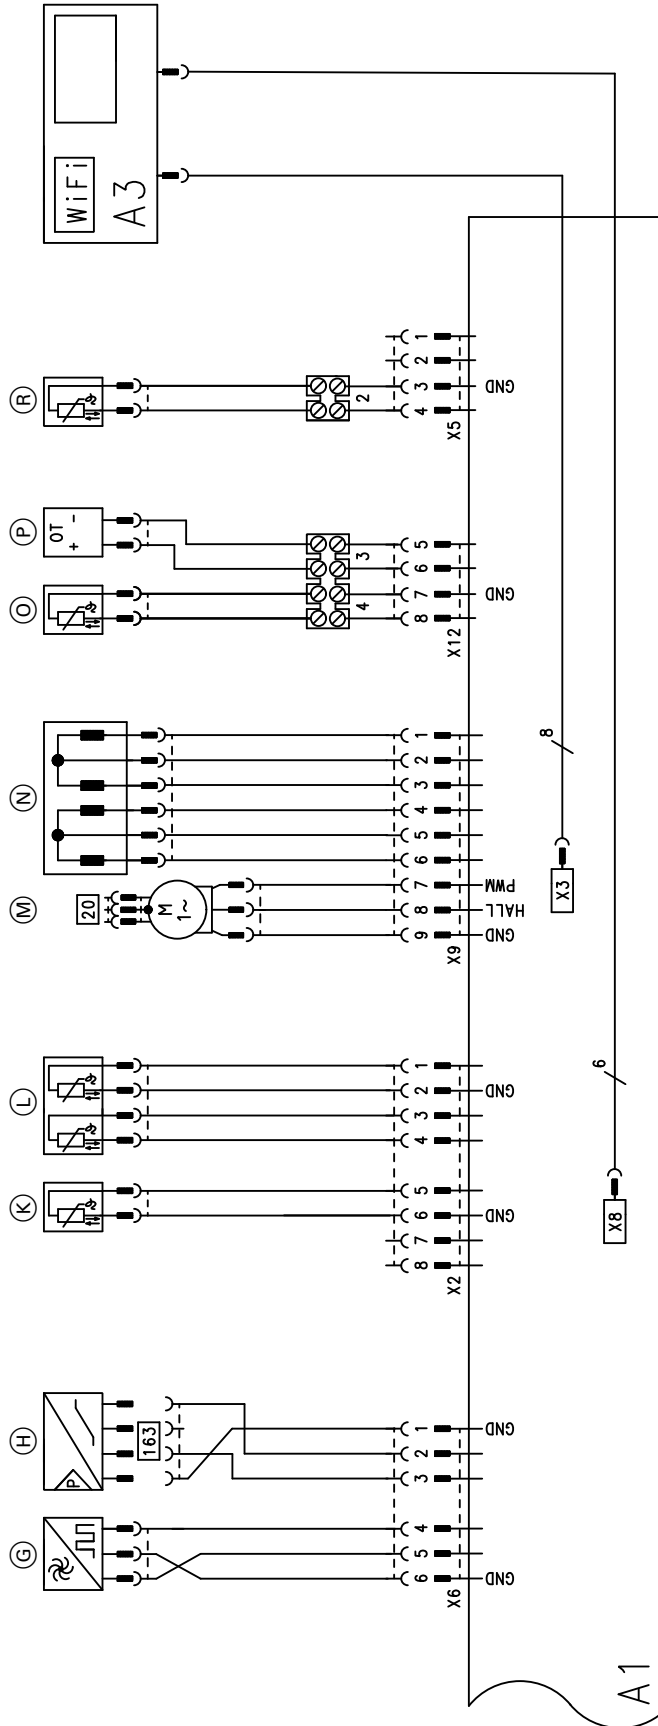 WiFi
A3
R
1
2
3
4
GND
2
X5
P
OT
+ -
O
5
6
7
8
GND
3
4
X12
N
1
2
3
4
5
6
M
20
M
1~
7
8
9
PWM
HALL
GND
X9
8
X3
L
1
2
3
4
GND
K
5
6
7
8
GND
X2
6
X8
H
P
163
1
2
3
GND
G
4
5
6
GND
X6
A1